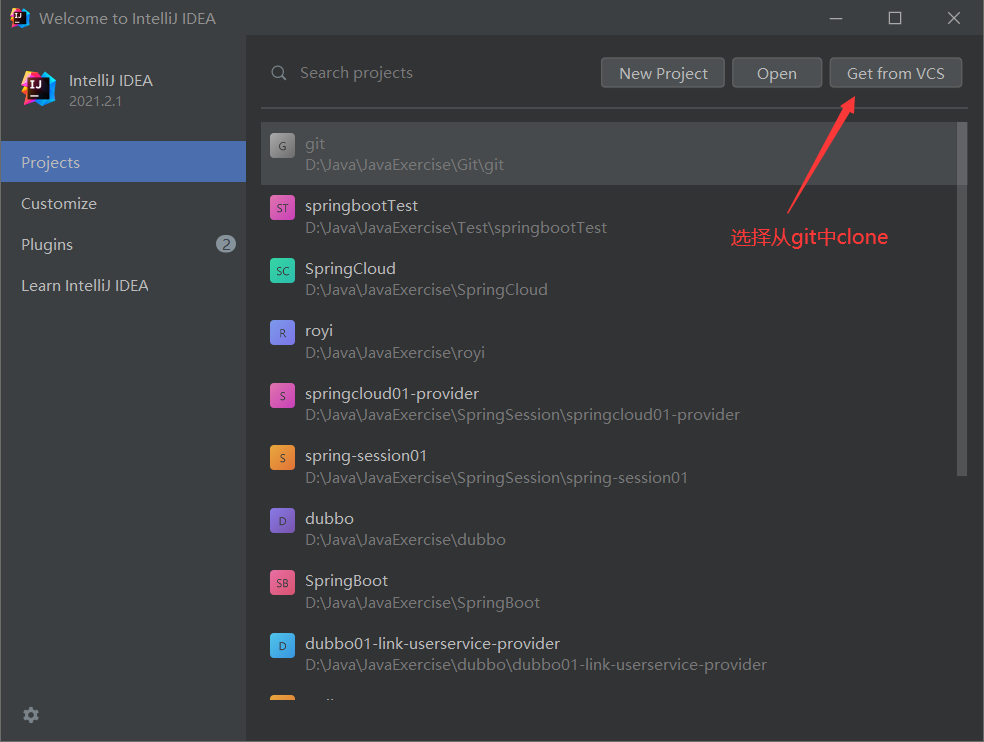 Welcome to IntelliJ IDEA
IntelliJ IDEA
2021.2.1
Projects
Customize
Plugins
2
Learn IntelliJ IDEA
Search projects
New Project
Open
Get from VCS
选择从git中clone
G
git
D:\Java\JavaExercise\Git\git
ST
springbootTest
D:\Java\JavaExercise\Test\springbootTest
SC
SpringCloud
D:\Java\JavaExercise\SpringCloud
R
royi
D:\Java\JavaExercise\royi
S
springcloud01-provider
D:\Java\JavaExercise\SpringSession\springcloud01-provider
S
spring-session01
D:\Java\JavaExercise\SpringSession\spring-session01
D
dubbo
D:\Java\JavaExercise\dubbo
SB
SpringBoot
D:\Java\JavaExercise\SpringBoot
D
dubbo01-link-userservice-provider
D:\Java\JavaExercise\dubbo\dubbo01-link-userservice-provider